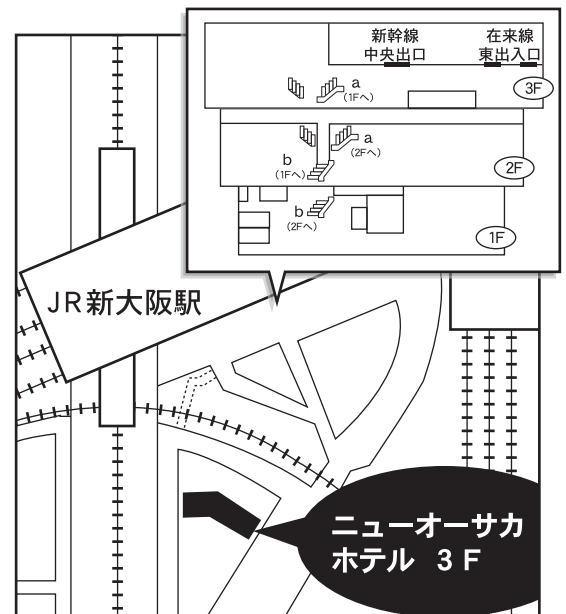 新幹線
中央出口
在来線
東出入口
a
(1Fへ)
3F
a
(2Fへ)
b
(1Fへ)
2F
b
(2Fへ)
1F
JR新大阪駅
ニューオーサカ
ホテル 3F